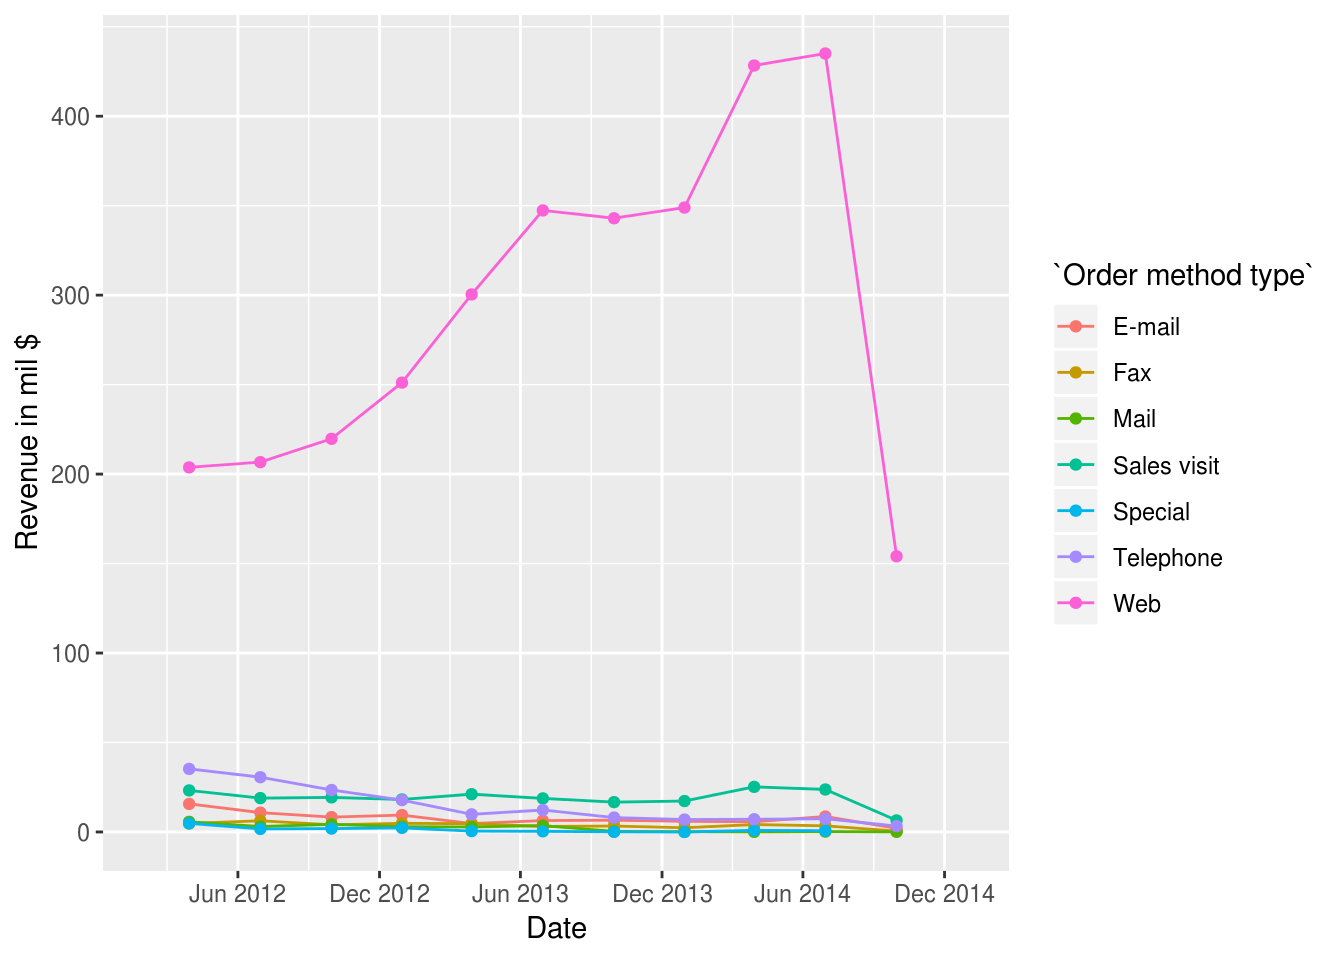 400
300
200
100
0
Revenue in mil $
Jun 2012
Dec 2012
Jun 2013
Dec 2013
Jun 2014
Dec 2014
Date
`Order method type`
E-mail
Fax
Mail
Sales visit
Special
Telephone
Web